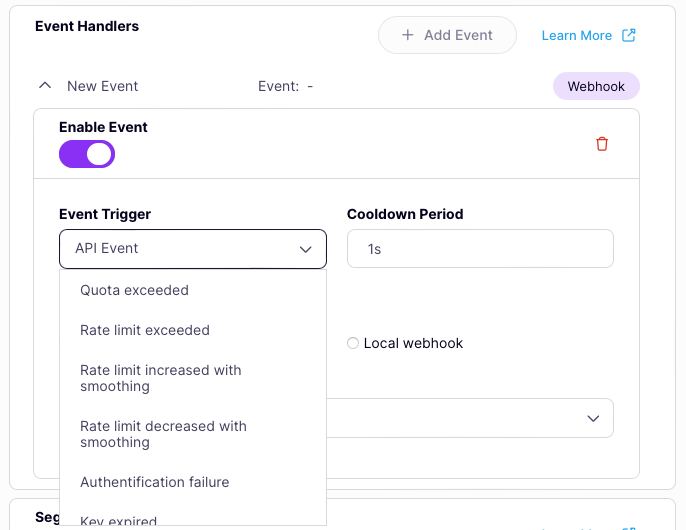 Event Handlers
Add Event
Learn More
New Event
Event: -
Webhook
Enable Event
Event Trigger
Cooldown Period
API Event
1s
Quota exceeded
Rate limit exceeded
Rate limit increased with
smoothing
Local webhook
Rate limit decreased with
smoothing
Authentification failure
Key expired
Seg